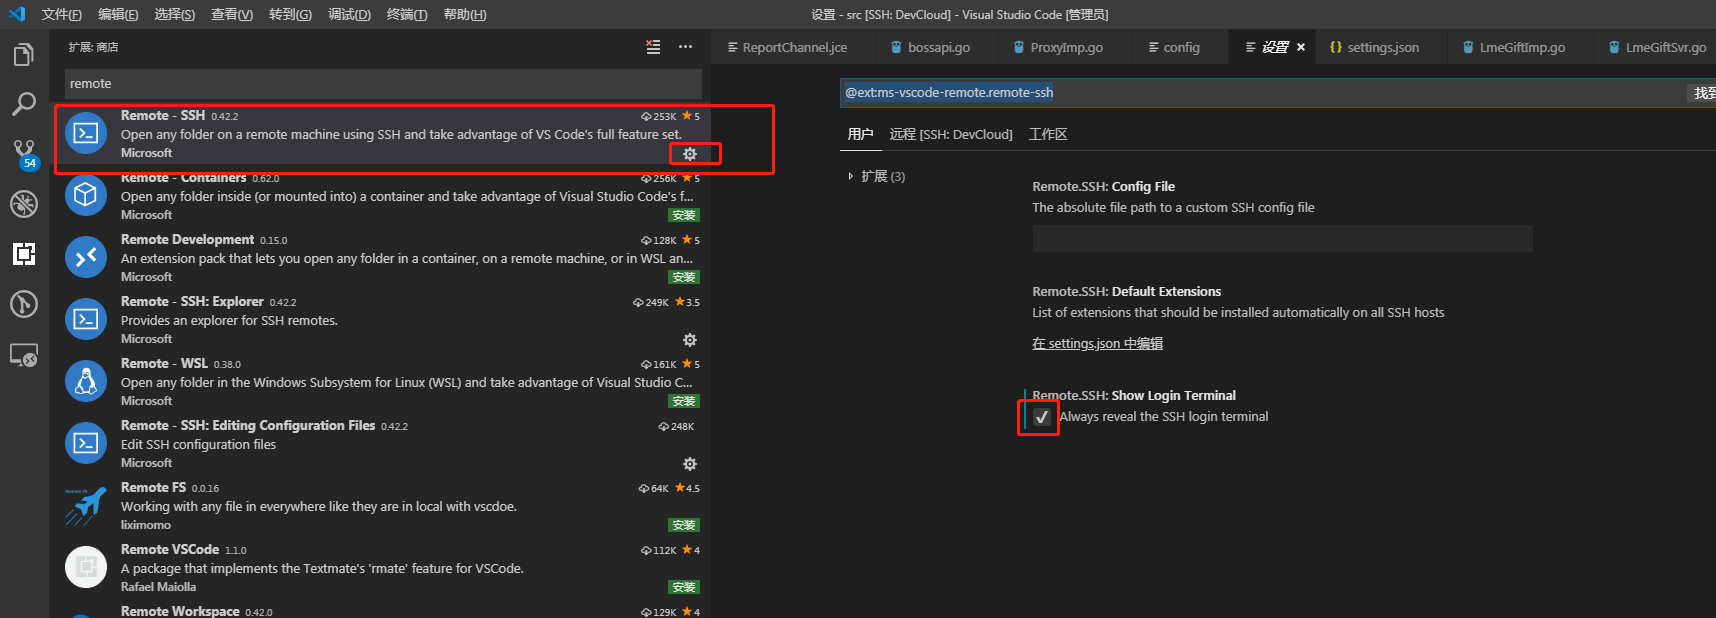 文件(F) 编辑(E) 选择(S) 查看(V) 转到(G) 调试(D) 终端(T) 帮助(H) 设置 - src [SSH: DevCloud] - Visual Studio Code [管理员]
扩展: 商店
ReportChannel.jce bossapi.go ProxyImp.go config 设置 settings.json LmeGiftImp.go LmeGiftSvr.go
remote
54
Remote - SSH 0.42.2 253K 5
Open any folder on a remote machine using SSH and take advantage of VS Code's full feature set.
Microsoft
Remote - Containers 0.62.0 256K 5
Open any folder inside (or mounted into) a container and take advantage of Visual Studio Code's f...
Microsoft 安装
Remote Development 0.15.0 128K 5
An extension pack that lets you open any folder in a container, on a remote machine, or in WSL an...
Microsoft 安装
Remote - SSH: Explorer 0.42.2 249K 3.5
Provides an explorer for SSH remotes.
Microsoft
Remote - WSL 0.38.0 161K 5
Open any folder in the Windows Subsystem for Linux (WSL) and take advantage of Visual Studio C...
Microsoft 安装
Remote - SSH: Editing Configuration Files 0.42.2 248K
Edit SSH configuration files
Microsoft
Remote FS 0.0.16 64K 4.5
Working with any file in everywhere like they are in local with vscdoe.
liximomo 安装
Remote VSCode 1.1.0 112K 4
A package that implements the Textmate's 'rmate' feature for VSCode.
Rafael Maiolla 安装
Remote Workspace 0.42.0 129K 4
@ext:ms-vscode-remote.remote-ssh 找到
用户 远程 [SSH: DevCloud] 工作区
扩展 (3)
Remote.SSH: Config File
The absolute file path to a custom SSH config file
Remote.SSH: Default Extensions
List of extensions that should be installed automatically on all SSH hosts
在 settings.json 中编辑
Remote.SSH: Show Login Terminal
Always reveal the SSH login terminal